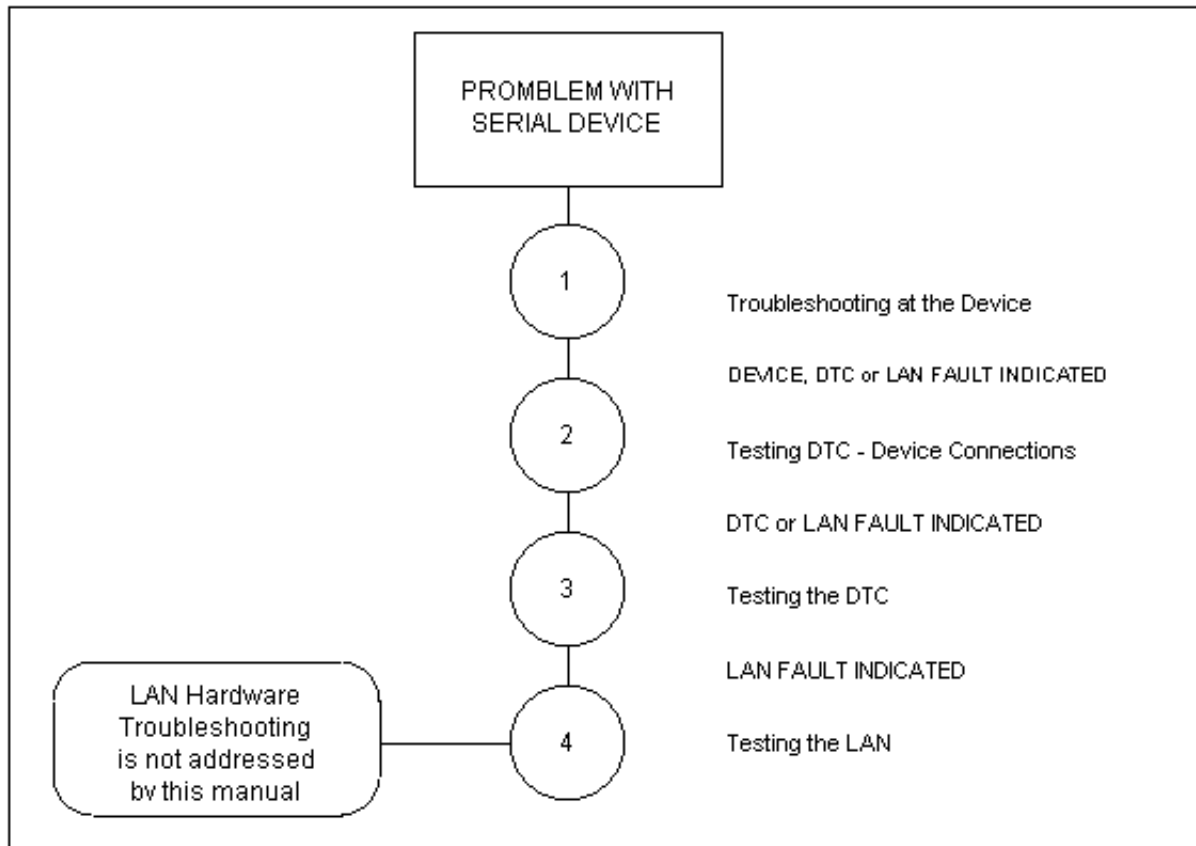 PROMBLEM WITH
SERIAL DEVICE
1
Troubleshooting at the Device
DEVICE, DTC or LAN FAULT INDICATED
2
Testing DTC - Device Connections
DTC or LAN FAULT INDICATED
3
Testing the DTC
LAN FAULT INDICATED
LAN Hardware
Troubleshooting
is not addressed
by this manual
4
Testing the LAN